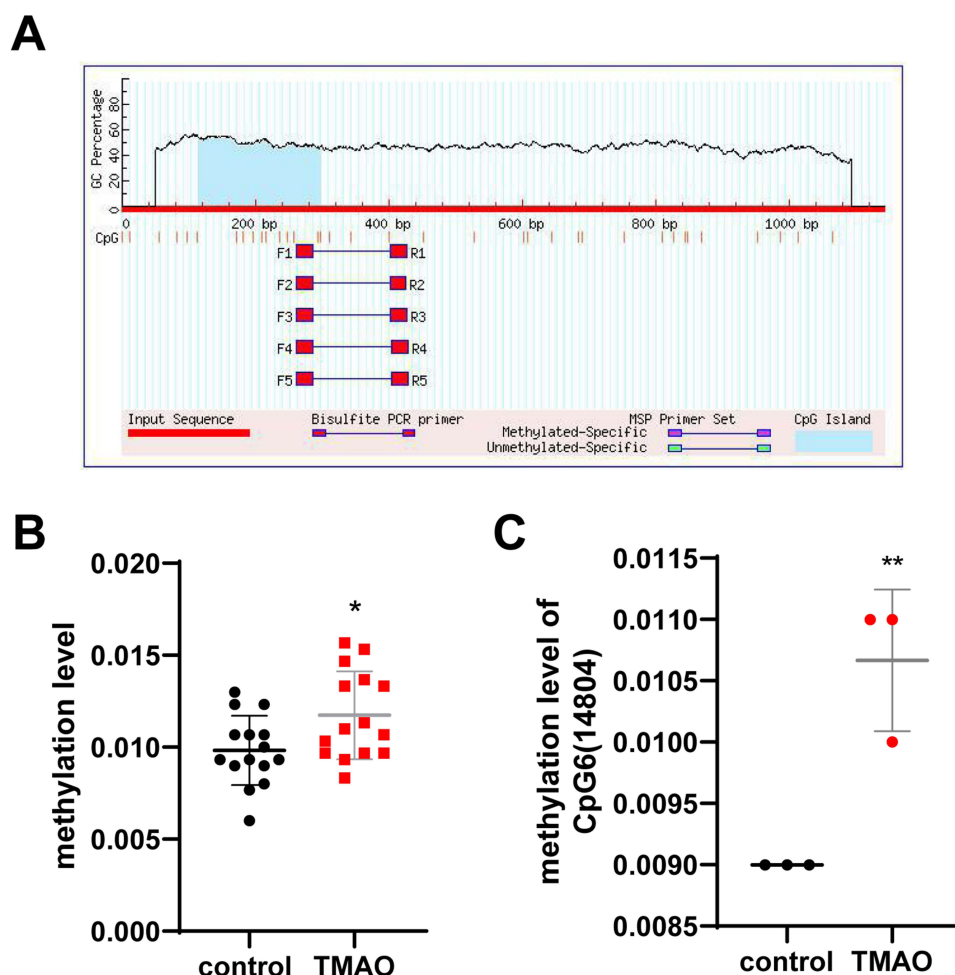 A
GC Percentage
80
60
40
20
0
0 200 bp 400 bp 600 bp 800 bp 1000 bp
CpG
F1 R1
F2 R2
F3 R3
F4 R4
F5 R5
Input Sequence Bisulfite PCR primer MSP Primer Set CpG Island
Methylated-Specific
Unmethylated-Specific
B
methylation level
0.020
0.015
0.010
0.005
0.000
*
control TMAO
C
methylation level of
CpG6(14804)
0.0115
0.0110
0.0105
0.0100
0.0095
0.0090
0.0085
**
control TMAO